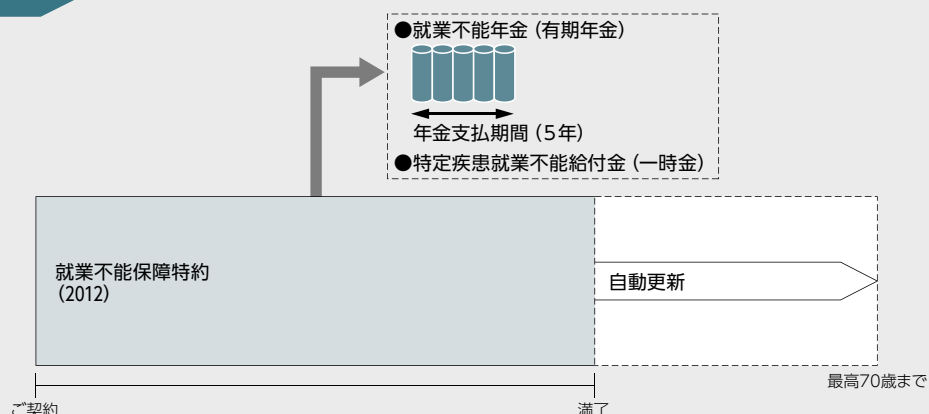 ●就業不能年金（有期年金）
年金支払期間（5年）
●特定疾患就業不能給付金（一時金）
就業不能保障特約
（2012）
自動更新
最高70歳まで
ご契約
満了